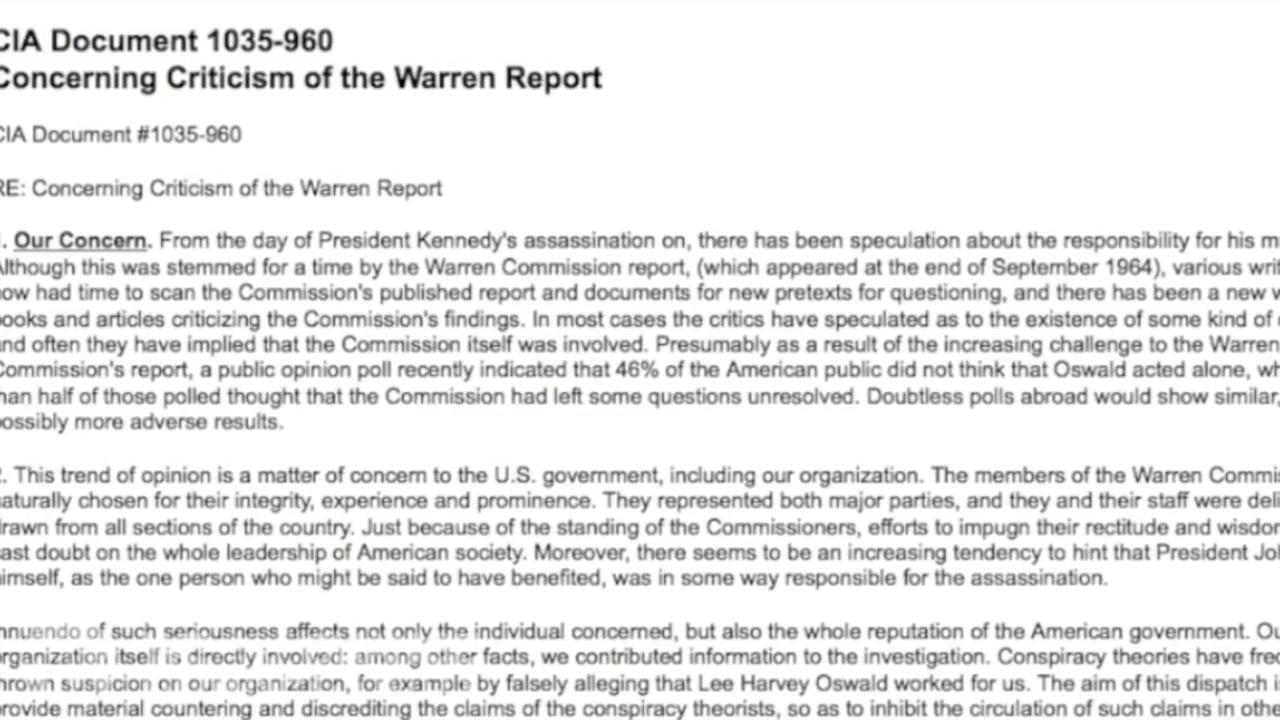 CIA Document 1035-960
Concerning Criticism of the Warren Report
CIA Document #1035-960
RE: Concerning Criticism of the Warren Report
. Our Concern. From the day of President Kennedy's assassination on, there has been speculation about the responsibility for his
Although this was stemmed for a time by the Warren Commission report, (which appeared at the end of September 1964), various
now had time to scan the Commission's published report and documents for new pretexts for questioning, and there has been a new
books and articles criticizing the Commission's findings. In most cases the critics have speculated as to the existence of some kind of
and often they have implied that the Commission itself was involved. Presumably as a result of the increasing challenge to the Warren
Commission's report, a public opinion poll recently indicated that 46% of the American public did not think that Oswald acted alone,
than half of those polled thought that the Commission had left some questions unresolved. Doubtless polls abroad would show similar,
possibly more adverse results.
. This trend of opinion is a matter of concern to the U.S. government, including our organization. The members of the Warren
naturally chosen for their integrity, experience and prominence. They represented both major parties, and they and their staff were
drawn from all sections of the country. Just because of the standing of the Commissioners, efforts to impugn their rectitude and
cast doubt on the whole leadership of American society. Moreover, there seems to be an increasing tendency to hint that President
himself, as the one person who might be said to have benefited, was in some way responsible for the assassination.
nnuendo of such seriousness affects not only the individual concerned, but also the whole reputation of the American government.
organization itself is directly involved: among other facts, we contributed information to the investigation. Conspiracy theories have
thrown suspicion on our organization, for example by falsely alleging that Lee Harvey Oswald worked for us. The aim of this dispatch
provide material countering and discrediting the claims of the conspiracy theorists, so as to inhibit the circulation of such claims in